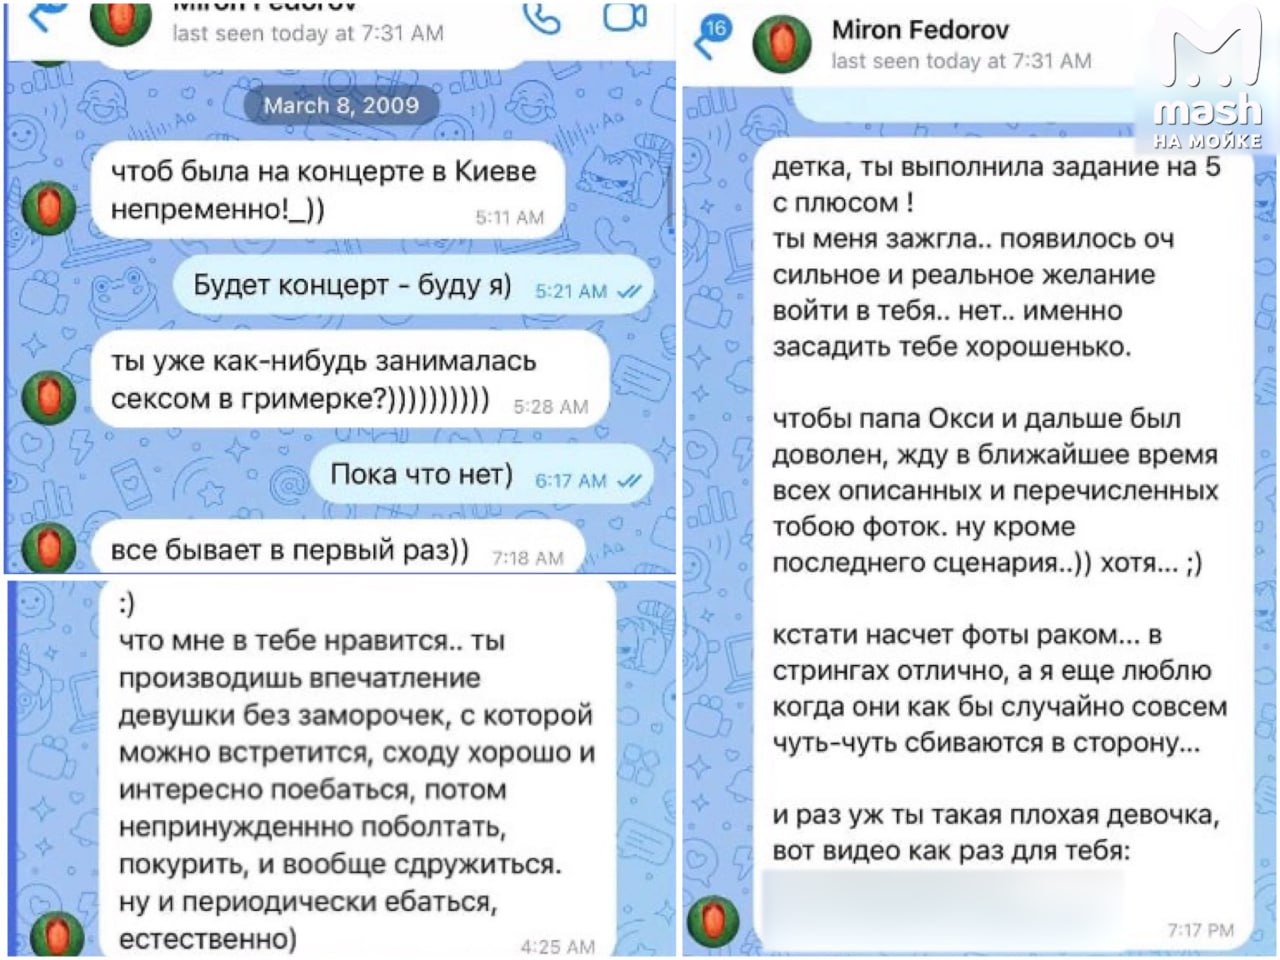 Miron Fedorov
last seen today at 7:31 AM
March 8, 2009
чтоб была на концерте в Киеве
непременно!_))
5:11 AM
Будет концерт - буду я)
5:21 AM
ты уже как-нибудь занималась
сексом в гримерке?))))))))))
5:28 AM
Пока что нет)
6:17 AM
все бывает в первый раз))
7:18 AM
:)
что мне в тебе нравится.. ты
производишь впечатление
девушки без заморочек, с которой
можно встретится, сходу хорошо и
интересно поебаться, потом
непринужденнно поболтать,
покурить, и вообще сдружиться.
ну и периодически ебаться,
естественно)
4:25 AM
16
Miron Fedorov
last seen today at 7:31 AM
mash
НА МОЙКЕ
детка, ты выполнила задание на 5
с плюсом !
ты меня зажгла.. появилось оч
сильное и реальное желание
войти в тебя.. нет.. именно
засадить тебе хорошенько.
чтобы папа Окси и дальше был
доволен, жду в ближайшее время
всех описанных и перечисленных
тобою фоток. ну кроме
последнего сценария..)) хотя... ;)
кстати насчет фоты раком... в
стрингах отлично, а я еще люблю
когда они как бы случайно совсем
чуть-чуть сбиваются в сторону...
и раз уж ты такая плохая девочка,
вот видео как раз для тебя:
7:17 PM